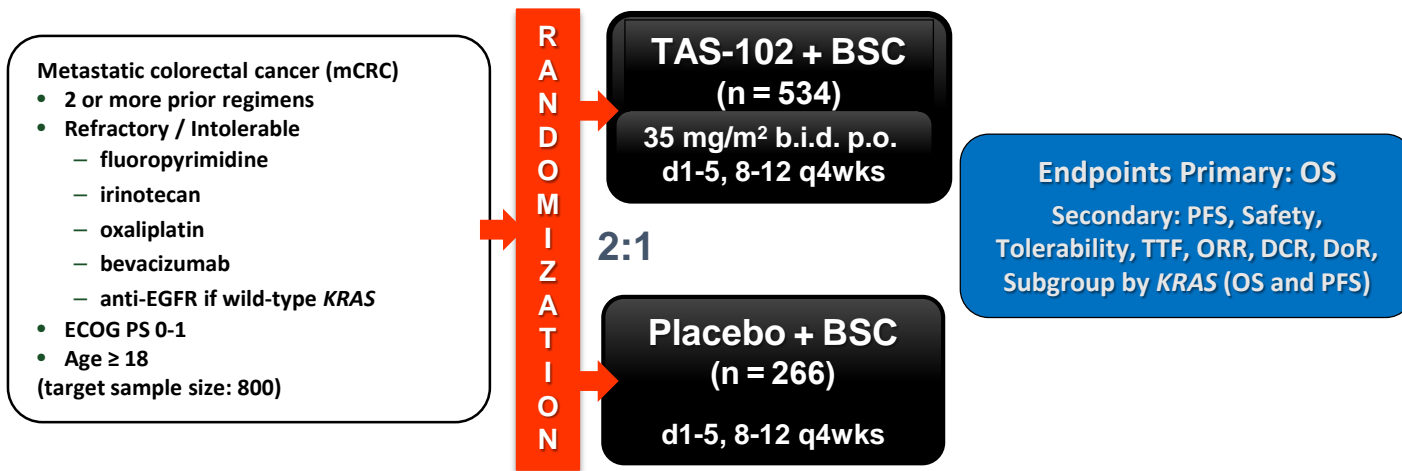 Metastatic colorectal cancer (mCRC)
• 2 or more prior regimens
• Refractory / Intolerable
– fluoropyrimidine
– irinotecan
– oxaliplatin
– bevacizumab
– anti-EGFR if wild-type KRAS
• ECOG PS 0-1
• Age ≥ 18
(target sample size: 800)
R
A
N
D
O
M
I
Z
A
T
I
O
N
2:1
TAS-102 + BSC
(n = 534)
35 mg/m² b.i.d. p.o.
d1-5, 8-12 q4wks
Placebo + BSC
(n = 266)
d1-5, 8-12 q4wks
Endpoints Primary: OS
Secondary: PFS, Safety,
Tolerability, TTF, ORR, DCR, DoR,
Subgroup by KRAS (OS and PFS)